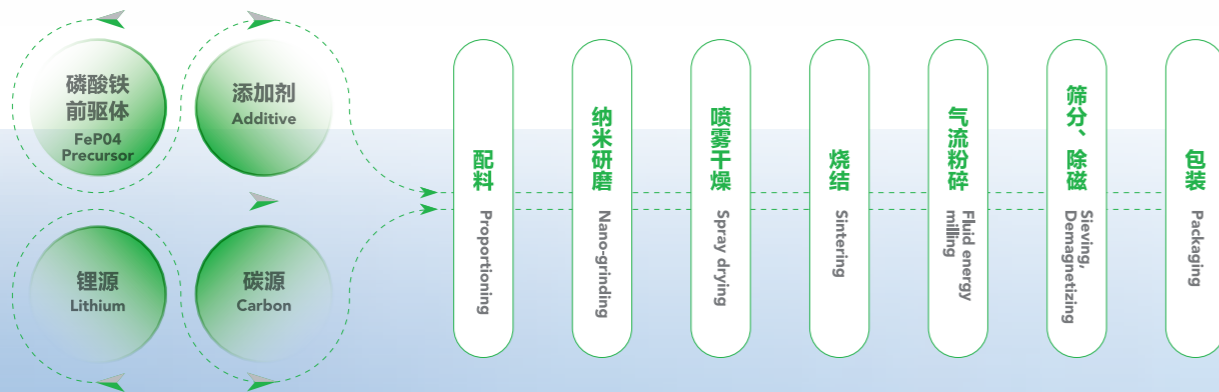 磷酸铁
前驱体
FeP04
Precursor
添加剂
Additive
锂源
Lithium
碳源
Carbon
配料
Proportioning
纳米研磨
Nano-grinding
喷雾干燥
Spray drying
烧结
Sintering
气流粉碎
Fluid energy
milling
筛分、除磁
Sieving,
Demagnetizing
包装
Packaging